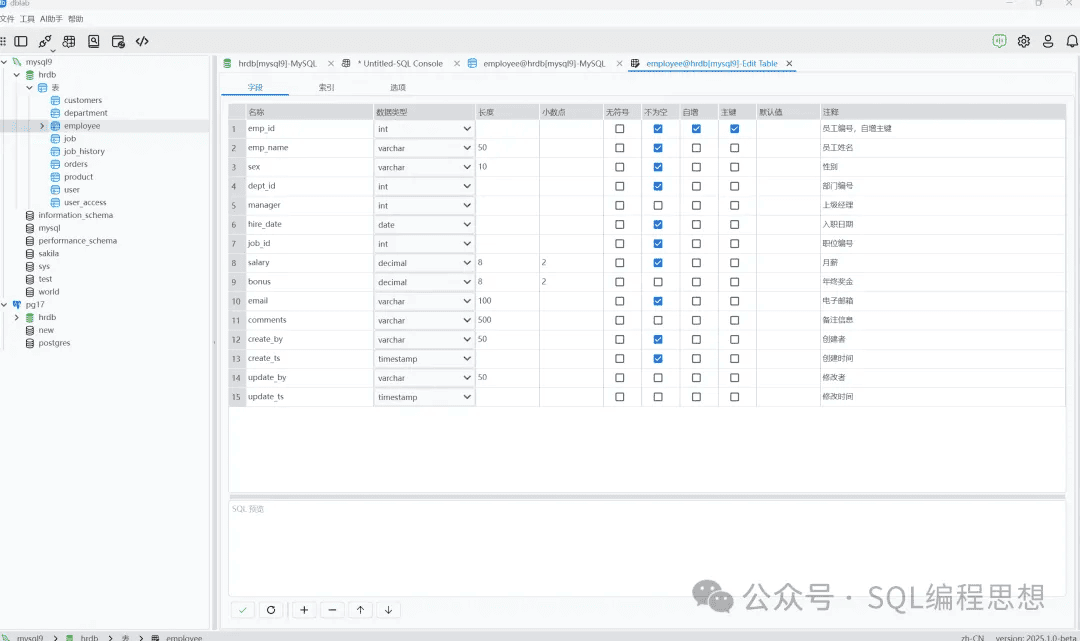 dblab
文件 工具 AI助手 帮助
mysql9
hrdb
表
customers
department
employee
job
job_history
orders
product
user
user_access
information_schema
mysql
performance_schema
sakila
sys
test
world
pg17
hrdb
new
postgres
hrdb[mysql9]-MySQL
* Untitled-SQL Console
employee@hrdb[mysql9]-MySQL
employee@hrdb[mysql9]-Edit Table
字段 索引 选项
名称 数据类型 长度 小数点 无符号 不为空 自增 主键 默认值 注释
1 emp_id int 员工编号，自增主键
2 emp_name varchar 50 员工姓名
3 sex varchar 10 性别
4 dept_id int 部门编号
5 manager int 上级经理
6 hire_date date 入职日期
7 job_id int 职位编号
8 salary decimal 8 2 月薪
9 bonus decimal 8 2 年终奖金
10 email varchar 100 电子邮箱
11 comments varchar 500 备注信息
12 create_by varchar 50 创建者
13 create_ts timestamp 创建时间
14 update_by varchar 50 修改者
15 update_ts timestamp 修改时间
SQL 预览
公众号 · SQL编程思想
mysql9 > hrdb > 表 > employee
zh-CN version: 2025.1.0-beta